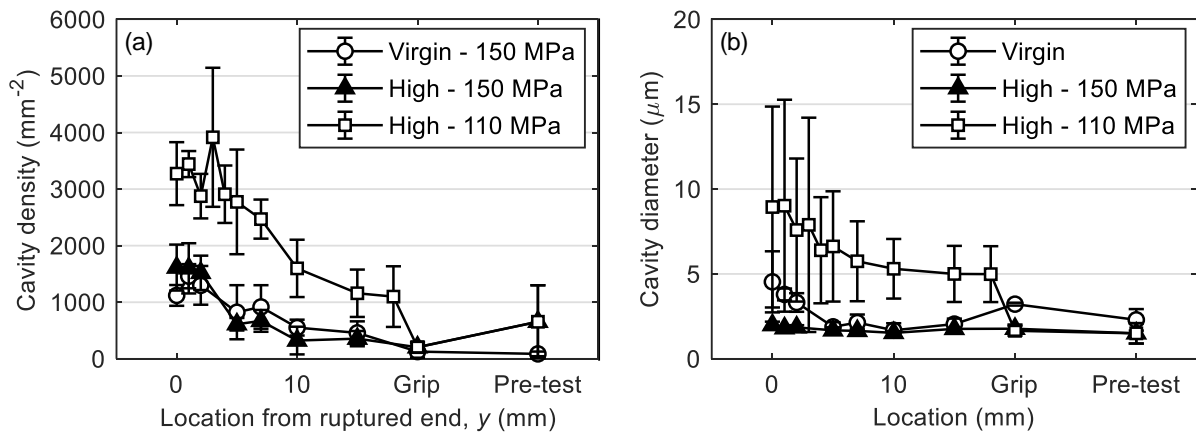 (a)
Virgin - 150 MPa
High - 150 MPa
High - 110 MPa
6000
5000
4000
3000
2000
1000
0
Cavity density (mm⁻²)
0 10 Grip Pre-test
Location from ruptured end, y (mm)
(b)
Virgin
High - 150 MPa
High - 110 MPa
20
15
10
5
0
Cavity diameter (μm)
0 10 Grip Pre-test
Location (mm)